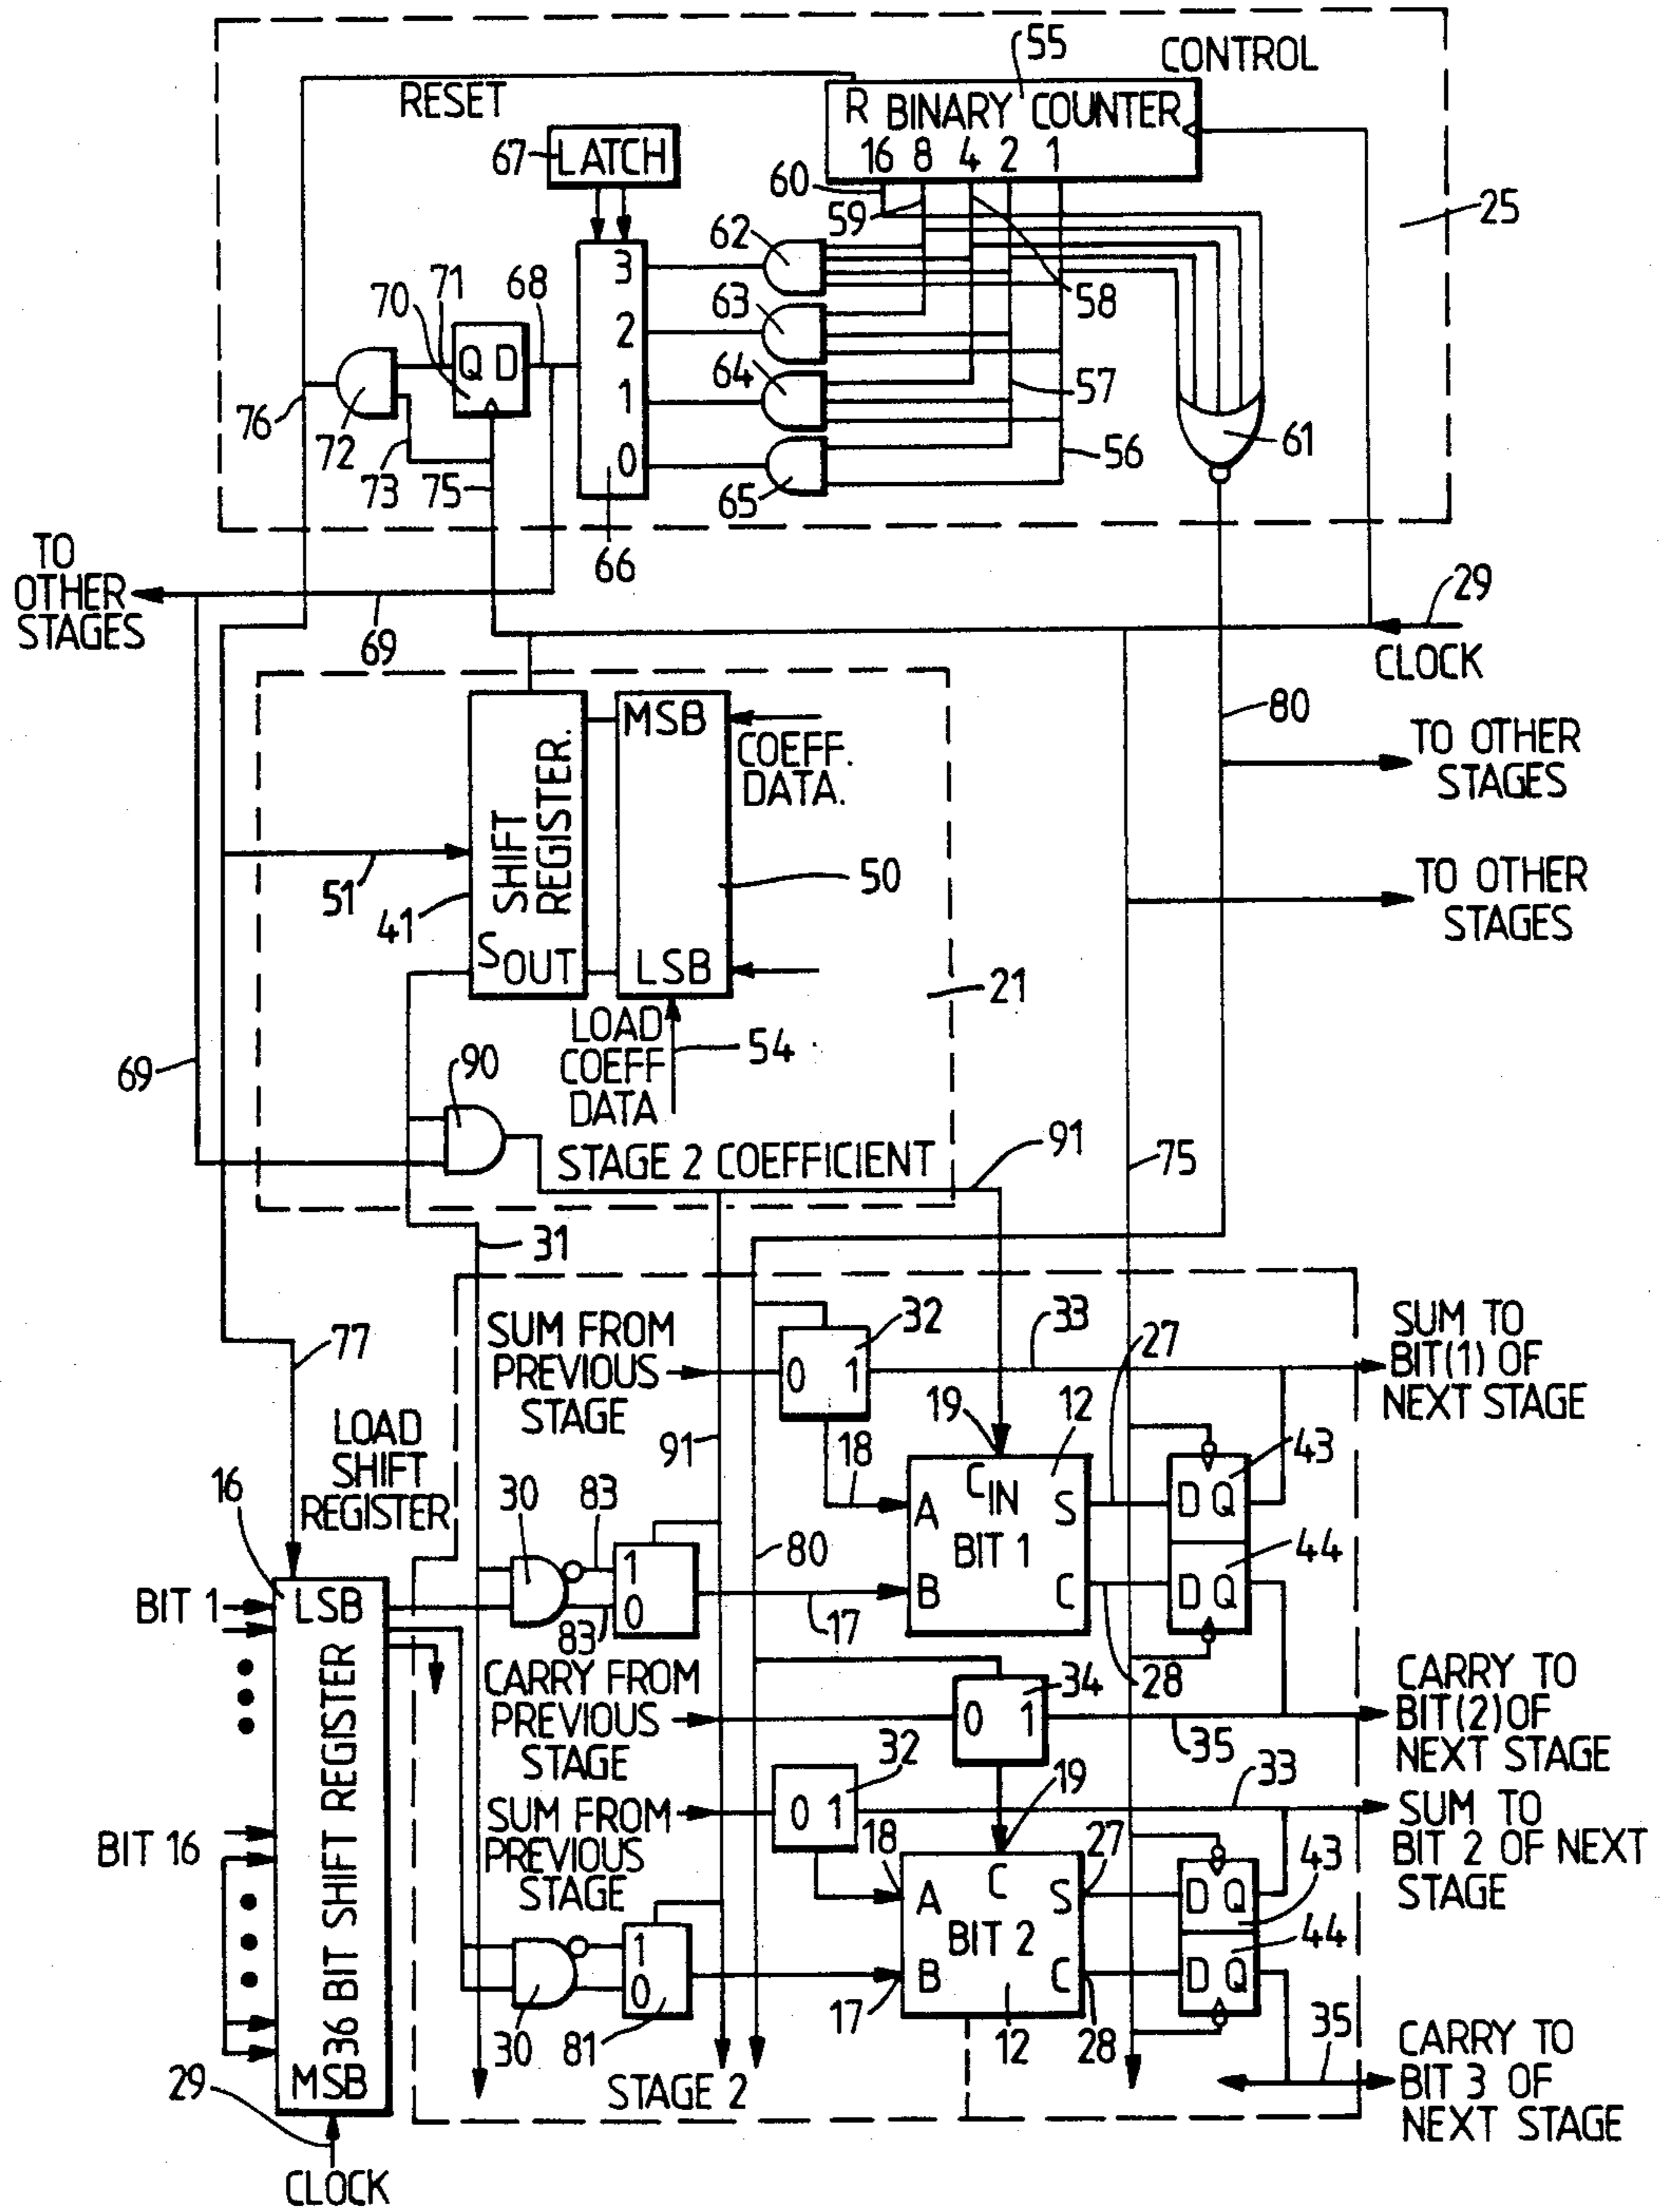 55
CONTROL
RESET
R BINARY COUNTER
16 8 4 2 1
67
LATCH
60
59
25
62
3
58
63
2
71
68
70
Q D
64
1
57
76
72
73
75
0
65
56
61
66
TO
OTHER
STAGES
69
29
CLOCK
80
TO OTHER
STAGES
MSB
COEFF.
DATA.
SHIFT
REGISTER.
51
41
50
TO OTHER
STAGES
SOUT
LSB
21
LOAD
COEFF
DATA
54
69
90
STAGE 2 COEFFICIENT
91
75
31
SUM FROM
PREVIOUS
STAGE
32
0 1
33
27
SUM TO
BIT(1) OF
NEXT STAGE
77
LOAD
SHIFT
REGISTER
91
18
19
12
43
16
30
83
80
A
CIN
S
BIT 1
B
C
D Q
D Q
44
BIT 1
LSB
1
0
83
17
28
CARRY FROM
PREVIOUS
STAGE
34
0 1
35
CARRY TO
BIT(2) OF
NEXT STAGE
32
0 1
19
33
SUM FROM
PREVIOUS
STAGE
SUM TO
BIT 2 OF NEXT
STAGE
BIT 16
36 BIT SHIFT REGISTER
18
27
43
A
C
S
BIT 2
B
C
D Q
D Q
44
1
0
30
81
17
12
28
35
CARRY TO
BIT 3 OF
NEXT STAGE
MSB
29
CLOCK
STAGE 2